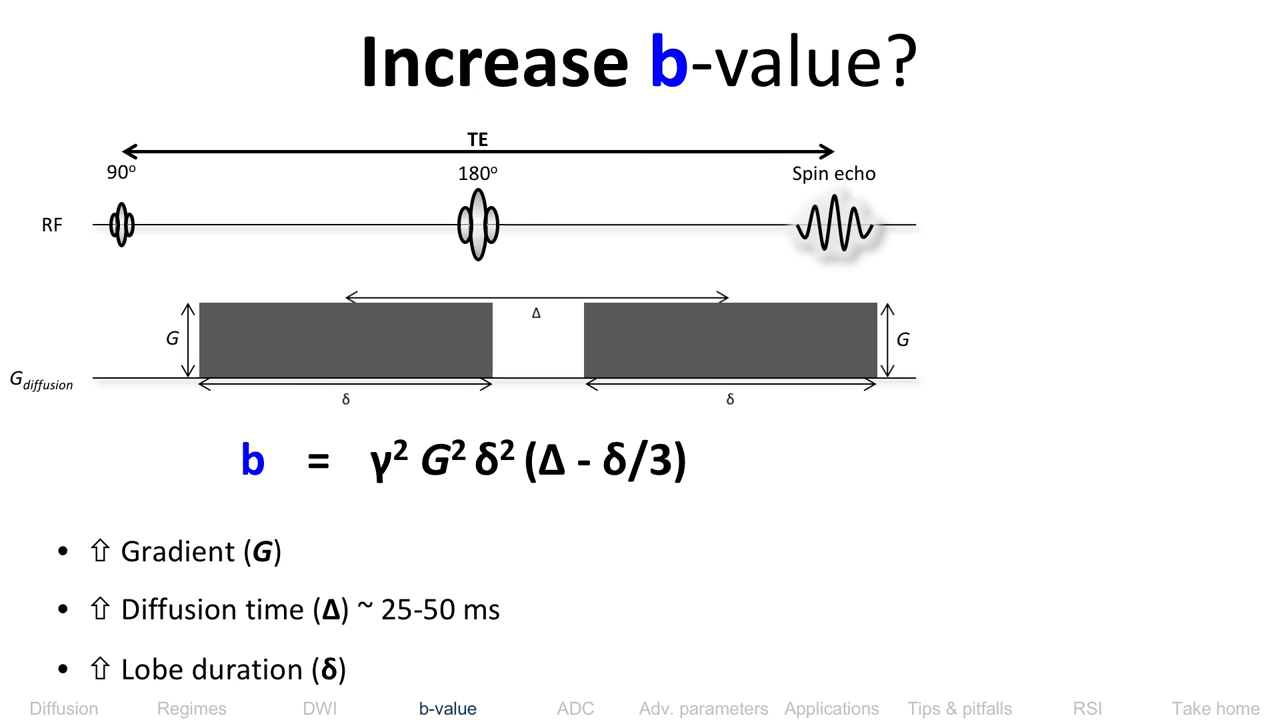 Increase b-value?
TE
90° 180° Spin echo
RF
Δ
G G
G diffusion
δ δ
b = γ² G² δ² (Δ - δ/3)
• ⇧ Gradient (G)
• ⇧ Diffusion time (Δ) ~ 25-50 ms
• ⇧ Lobe duration (δ)
Diffusion Regimes DWI b-value ADC Adv. parameters Applications Tips & pitfalls RSI Take home